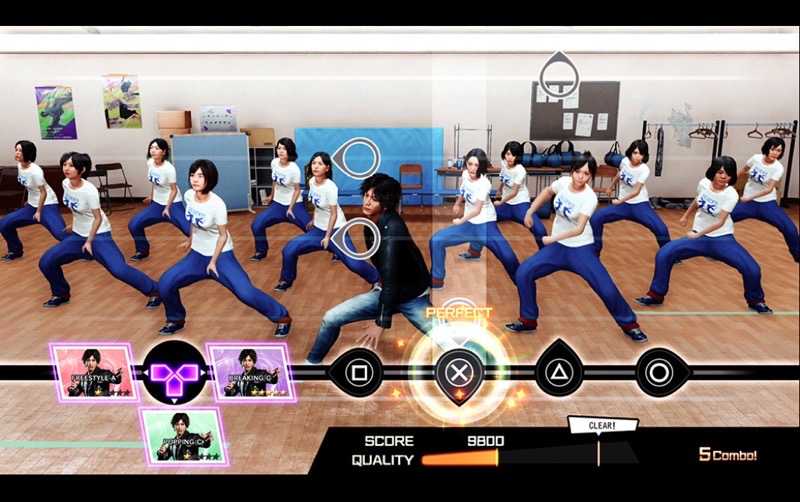 PERFECT
FREESTYLE-A
BREAKING-C
POPPING-C
SCORE 9800
CLEAR!
QUALITY
5 Combo!